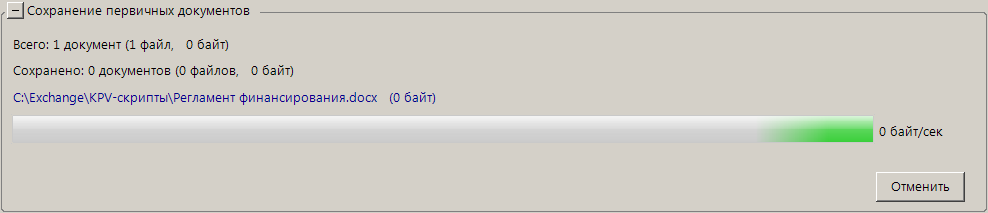 Сохранение первичных документов
Всего: 1 документ (1 файл, 0 байт)
Сохранено: 0 документов (0 файлов, 0 байт)
C:\Exchange\KPV-скрипты\Регламент финансирования.docx (0 байт)
0 байт/сек
Отменить